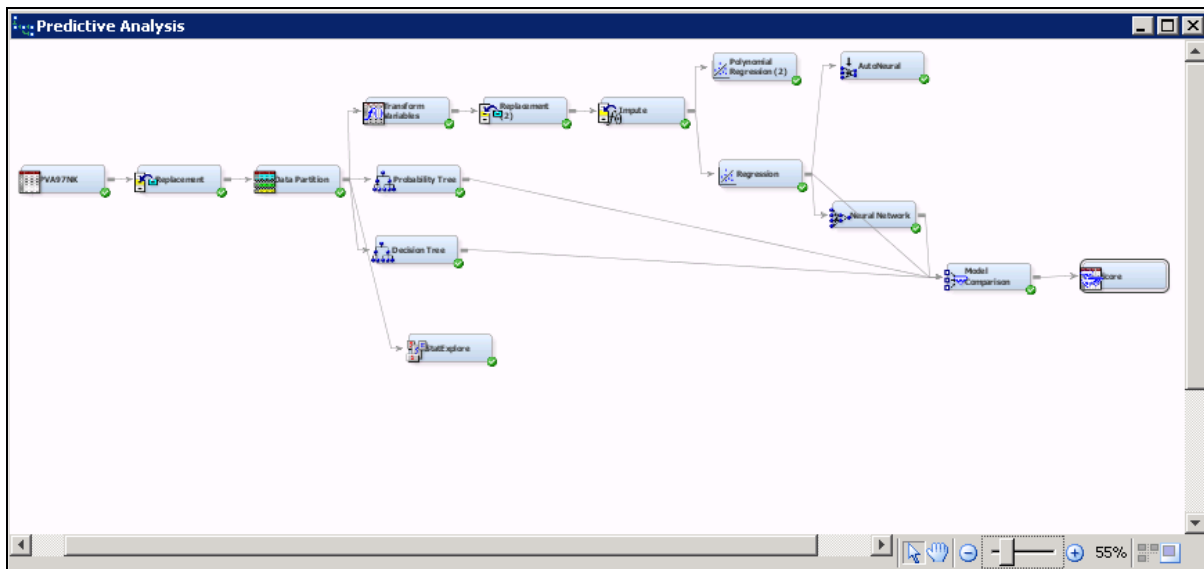 Predictive Analysis
Polynomial
Regression (2)
AutoNeural
Transform
Variables
Replacement
(2)
Impute
PVA97NK
Replacement
Data Partition
Probability Tree
Regression
Neural Network
Decision Tree
Model
Comparison
Score
StatExplore
55%